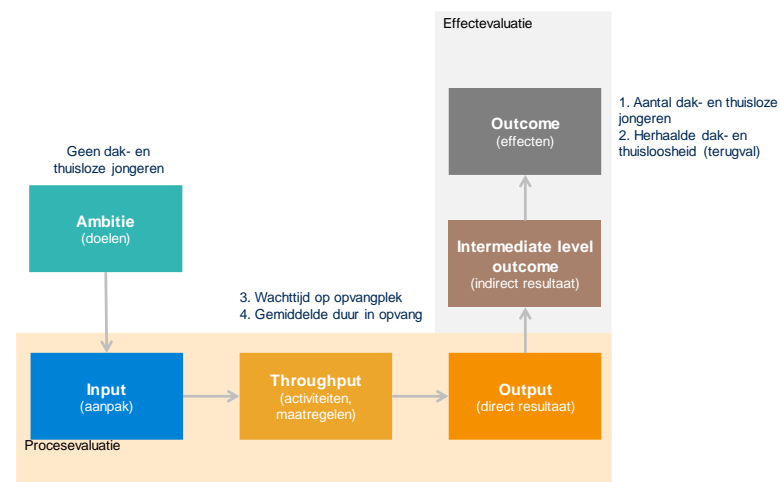 Effectevaluatie
Outcome
(effecten)
1. Aantal dak- en thuisloze
jongeren
2. Herhaalde dak- en
thuisloosheid (terugval)
Geen dak- en
thuisloze jongeren
Ambitie
(doelen)
Intermediate level
outcome
(indirect resultaat)
3. Wachttijd op opvangplek
4. Gemiddelde duur in opvang
Input
(aanpak)
Throughput
(activiteiten,
maatregelen)
Output
(direct resultaat)
Procesevaluatie